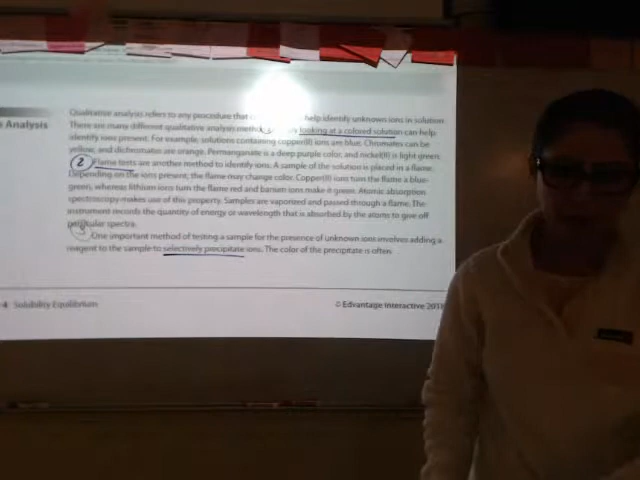 Analysis
Qualitative analysis refers to any procedure that help identify unknown ions in solution.
There are many different qualitative analysis looking at a colored solution can help
identify ions present. For example, solutions containing copper(II) ions are blue. Chromates can be
yellow, and dichromates are orange. Permanganate is a deep purple color, and nickel(II) is light green.
2 Flame tests are another method to identify ions. A sample of the solution is placed in a flame.
Depending on the ions present, the flame may change color. Copper(II) ions turn the flame a blue-
green, whereas lithium ions turn the flame red and barium ions make it green. Atomic absorption
spectroscopy makes use of this property. Samples are vaporized and passed through a flame. The
instrument records the quantity of energy or wavelength that is absorbed by the atoms to give off
particular spectra.
3 One important method of testing a sample for the presence of unknown ions involves adding a
reagent to the sample to selectively precipitate ions. The color of the precipitate is often
4 Solubility Equilibrium
© Edvantage Interactive